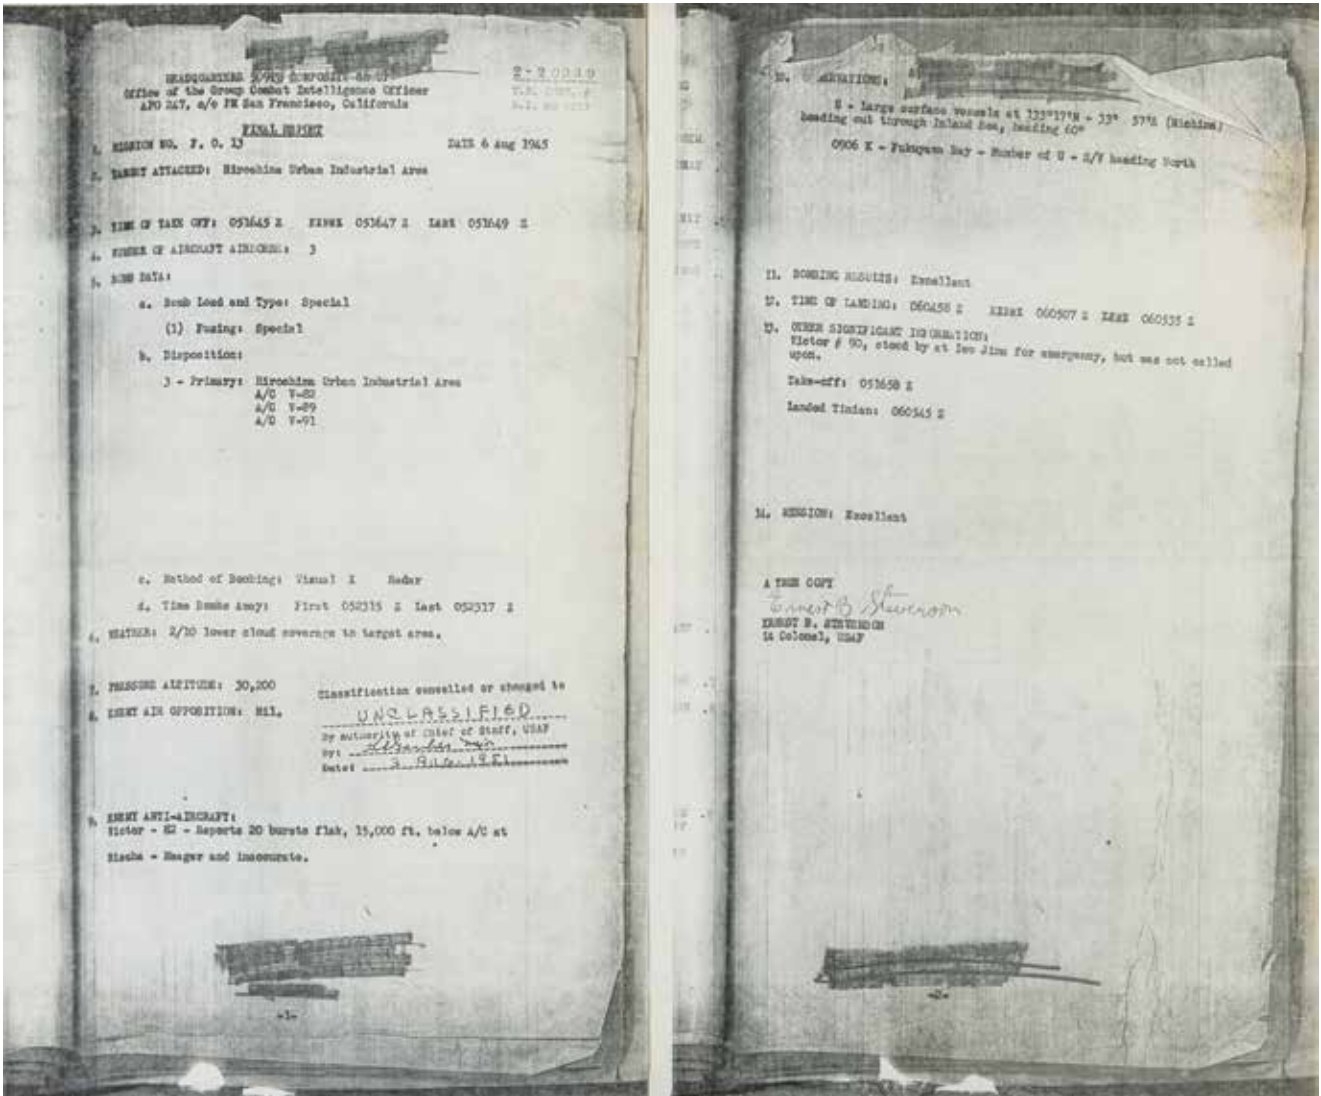 HEADQUARTERS 509TH COMPOSITE GROUP
Office of the Group Combat Intelligence Officer
APO 247, c/o PM San Francisco, California
FINAL REPORT
1. MISSION NO. F. O. 13 DATE 6 Aug 1945
2. TARGET ATTACKED: Hiroshima Urban Industrial Area
3. TIME OF TAKE OFF: 051645 Z 051647 Z 051649 Z
4. NUMBER OF AIRCRAFT AIRBORNE: 3
5. BOMB DATA:
a. Bomb Load and Type: Special
(1) Fuzing: Special
b. Disposition:
3 - Primary: Hiroshima Urban Industrial Area
A/C V-82
A/C V-89
A/C V-91
c. Method of Bombing: Visual X Radar
d. Time Bombs Away: First 052315 Z Last 052317 Z
6. WEATHER: 2/10 lower cloud coverage in target area.
7. PRESSURE ALTITUDE: 30,200
8. ENEMY AIR OPPOSITION: Nil.
Classification cancelled or changed to
UNCLASSIFIED
By authority of Chief of Staff, USAF
By:
Date:
9. ENEMY ANTI-AIRCRAFT:
Victor - 82 - Reports 20 bursts flak, 15,000 ft. below A/C at
- Meager and inaccurate.
-1-
10. OBSERVATIONS:
8 - large surface vessels at
heading out through Inland Sea, heading 60°
0906 K - Fukuyama Bay - Number of U - S/V heading North
11. BOMBING RESULTS: Excellent
12. TIME OF LANDING: 060458 Z 060507 Z 060535 Z
13. OTHER SIGNIFICANT INFORMATION:
Victor # 90, stood by at Iwo Jima for emergency, but was not called
upon.
Take-off: 051658 Z
Landed Tinian: 060545 Z
14. MISSION: Excellent
A TRUE COPY
Ernest B Stevenson
ERNEST B. STEVENSON
Lt Colonel, USAF
-2-